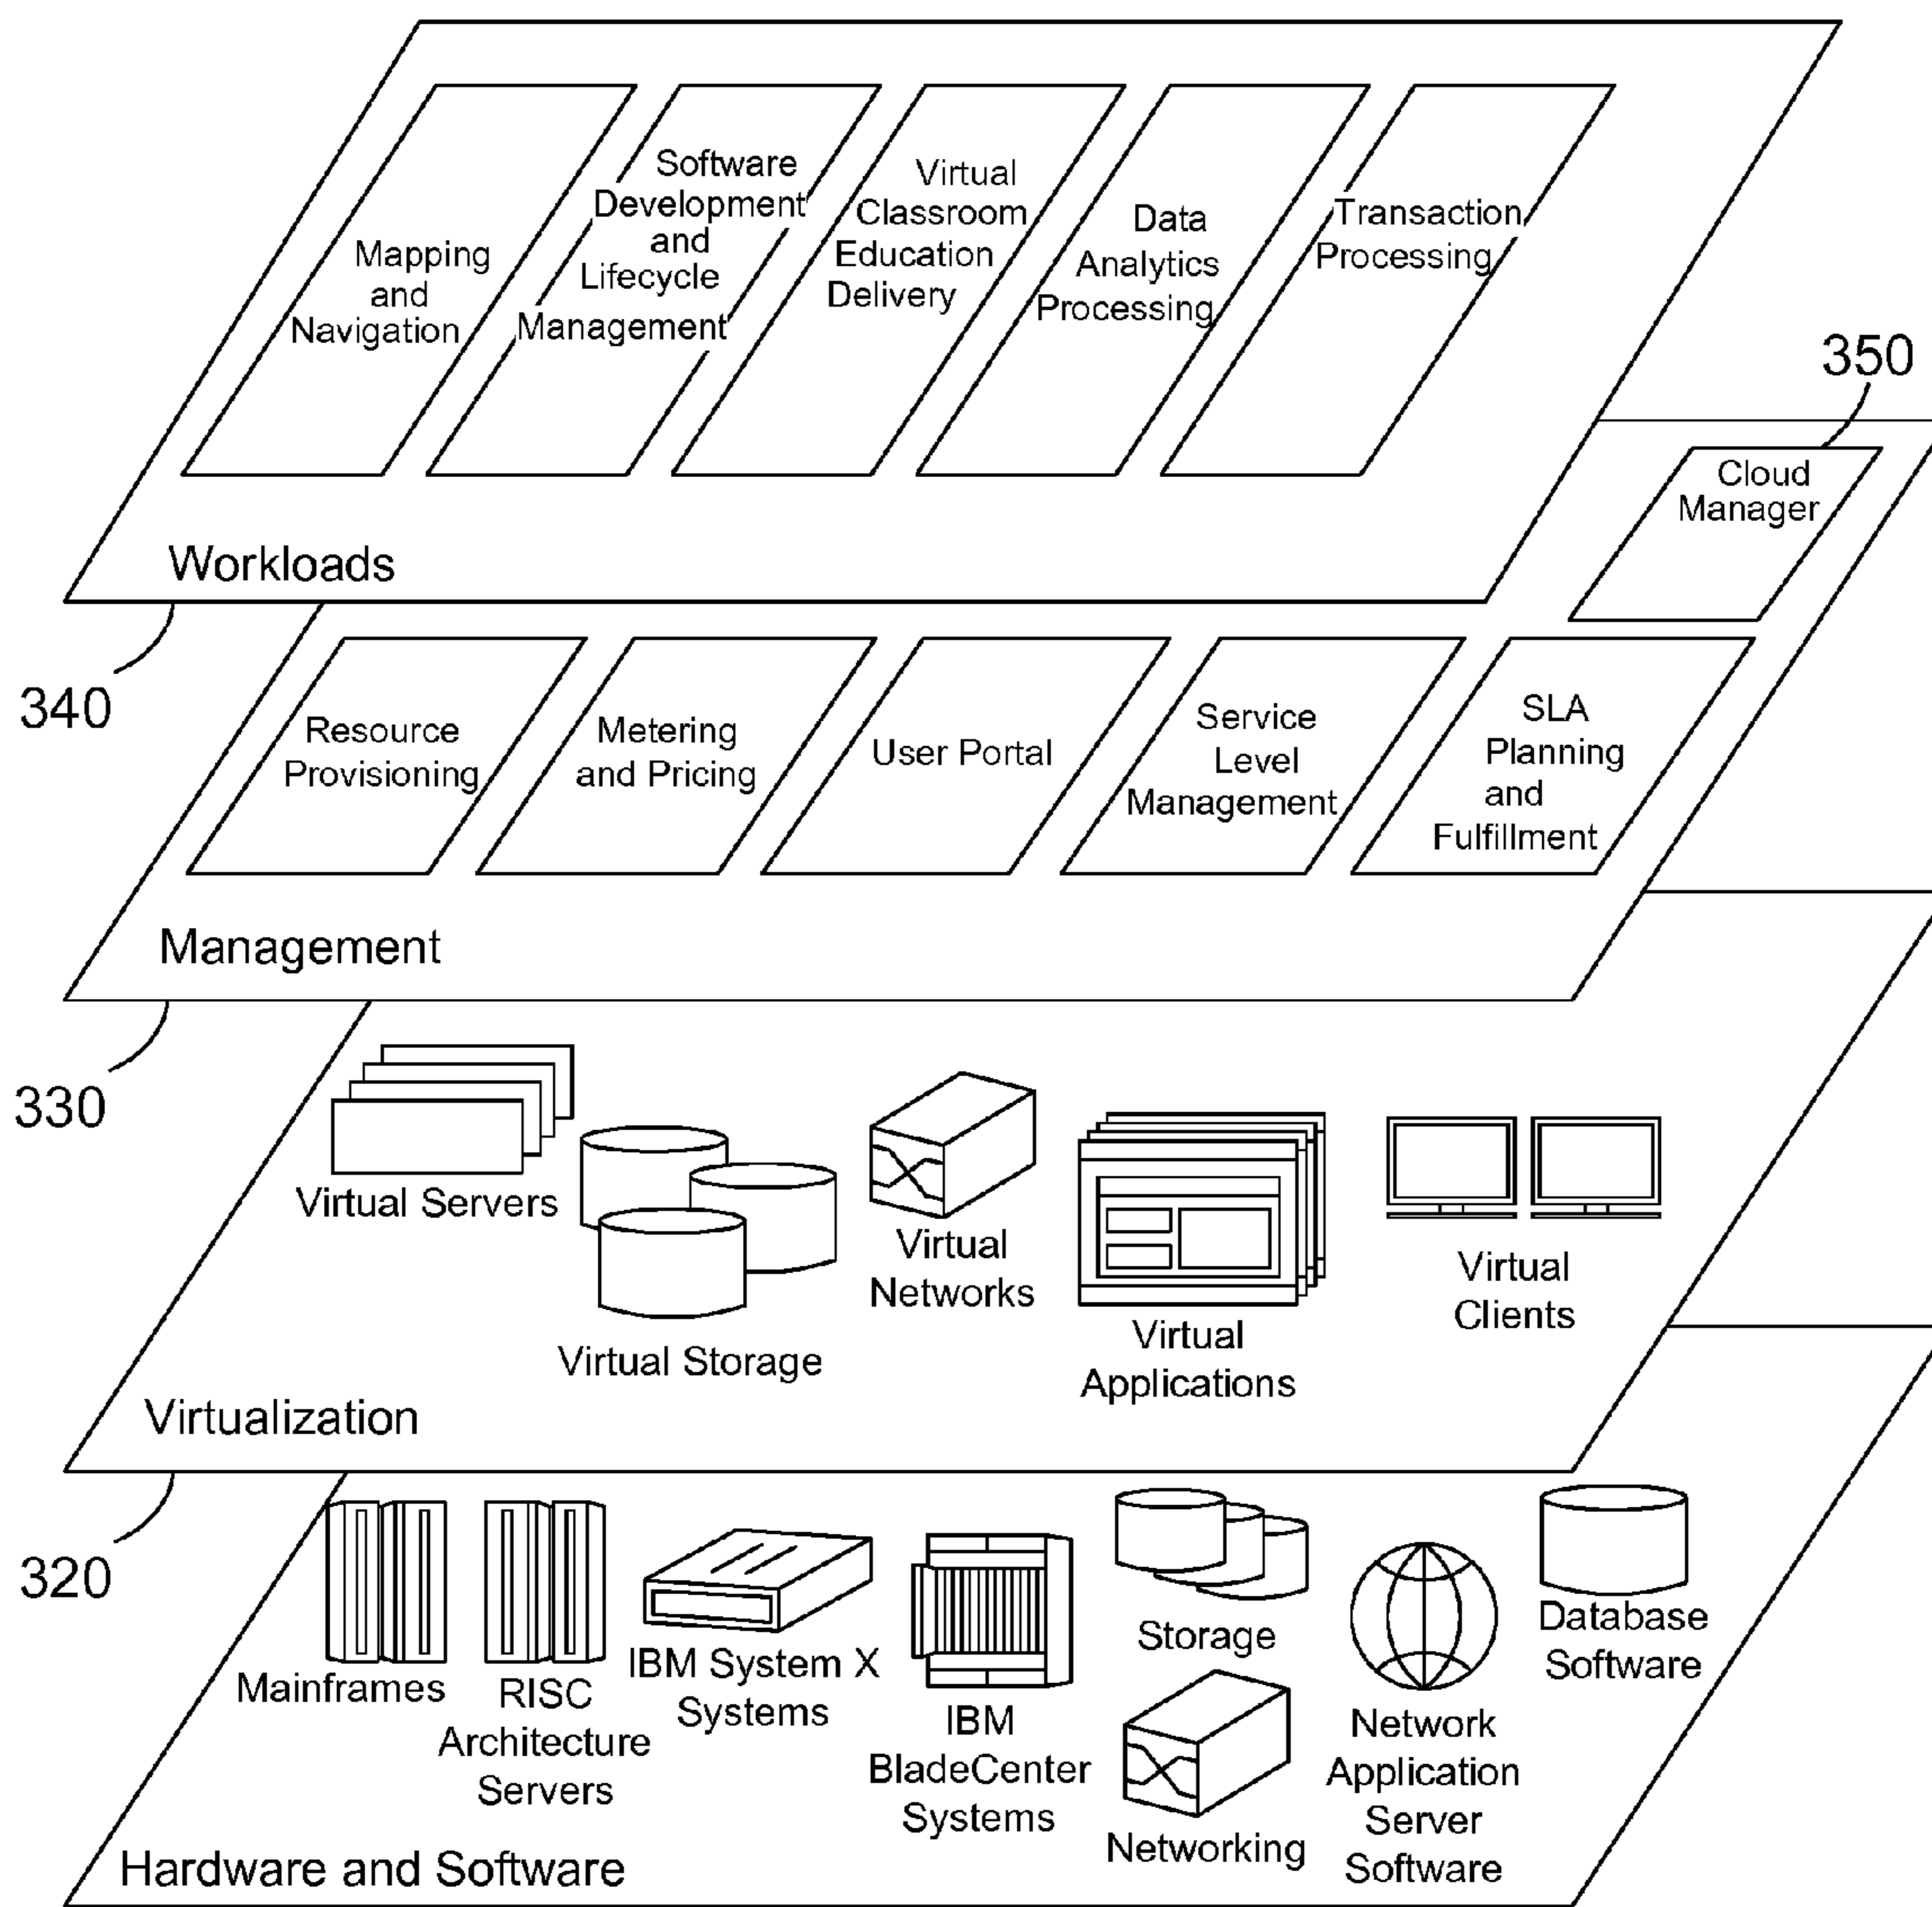 Mapping
and
Navigation
Software
Development
and
Lifecycle
Management
Virtual
Classroom
Education
Delivery
Data
Analytics
Processing
Transaction
Processing
Workloads
340
350
Cloud
Manager
Resource
Provisioning
Metering
and Pricing
User Portal
Service
Level
Management
SLA
Planning
and
Fulfillment
Management
330
Virtual Servers
Virtual Storage
Virtual
Networks
Virtual
Applications
Virtual
Clients
Virtualization
320
Mainframes
RISC
Architecture
Servers
IBM System X
Systems
IBM
BladeCenter
Systems
Storage
Networking
Network
Application
Server
Software
Database
Software
Hardware and Software